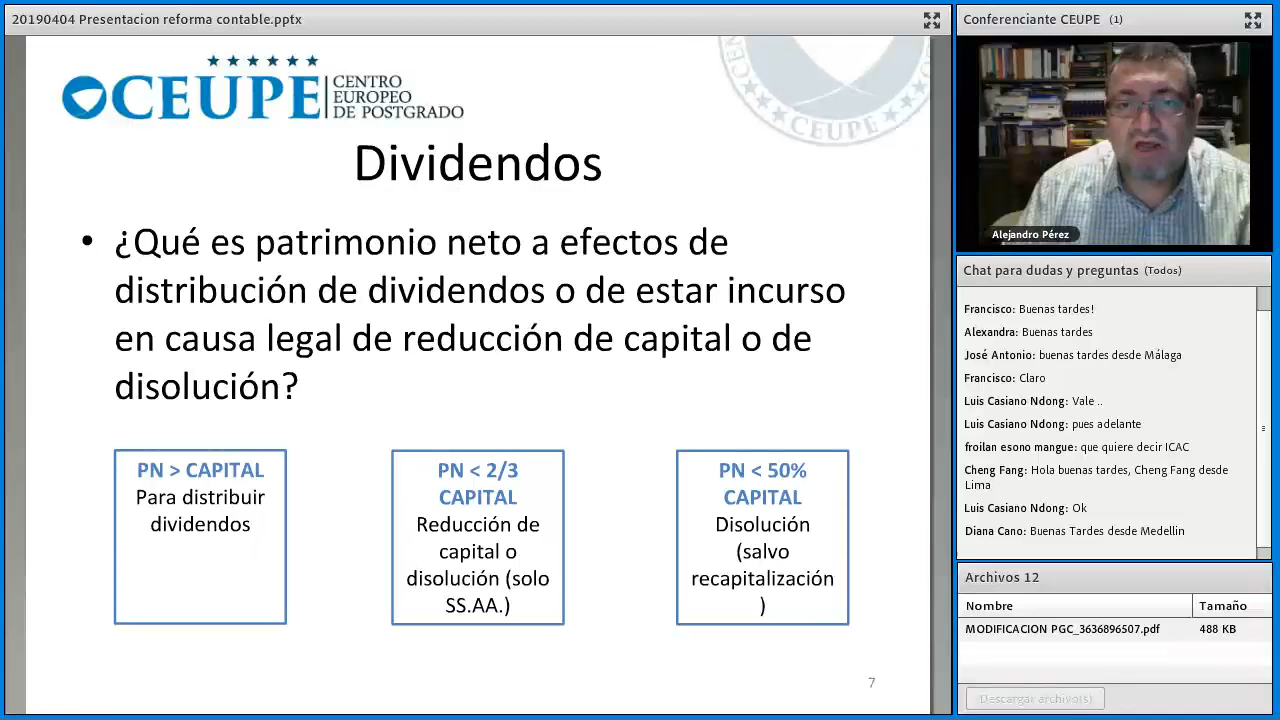 20190404 Presentacion reforma contable.pptx
CEUPE
CENTRO
EUROPEO
DE POSTGRADO
CEUPE
Dividendos
• ¿Qué es patrimonio neto a efectos de
distribución de dividendos o de estar incurso
en causa legal de reducción de capital o de
disolución?
PN > CAPITAL
Para distribuir
dividendos
PN < 2/3
CAPITAL
Reducción de
capital o
disolución (solo
SS.AA.)
PN < 50%
CAPITAL
Disolución
(salvo
recapitalización
)
7
Conferenciante CEUPE (1)
Alejandro Pérez
Chat para dudas y preguntas (Todos)
Francisco: Buenas tardes!
Alexandra: Buenas tardes
José Antonio: buenas tardes desde Málaga
Francisco: Claro
Luis Casiano Ndong: Vale ..
Luis Casiano Ndong: pues adelante
froilan esono mangue: que quiere decir ICAC
Cheng Fang: Hola buenas tardes, Cheng Fang desde
Lima
Luis Casiano Ndong: Ok
Diana Cano: Buenas Tardes desde Medellin
Archivos 12
Nombre Tamaño
MODIFICACION PGC_3636896507.pdf 488 KB
Descargar archivo(s)